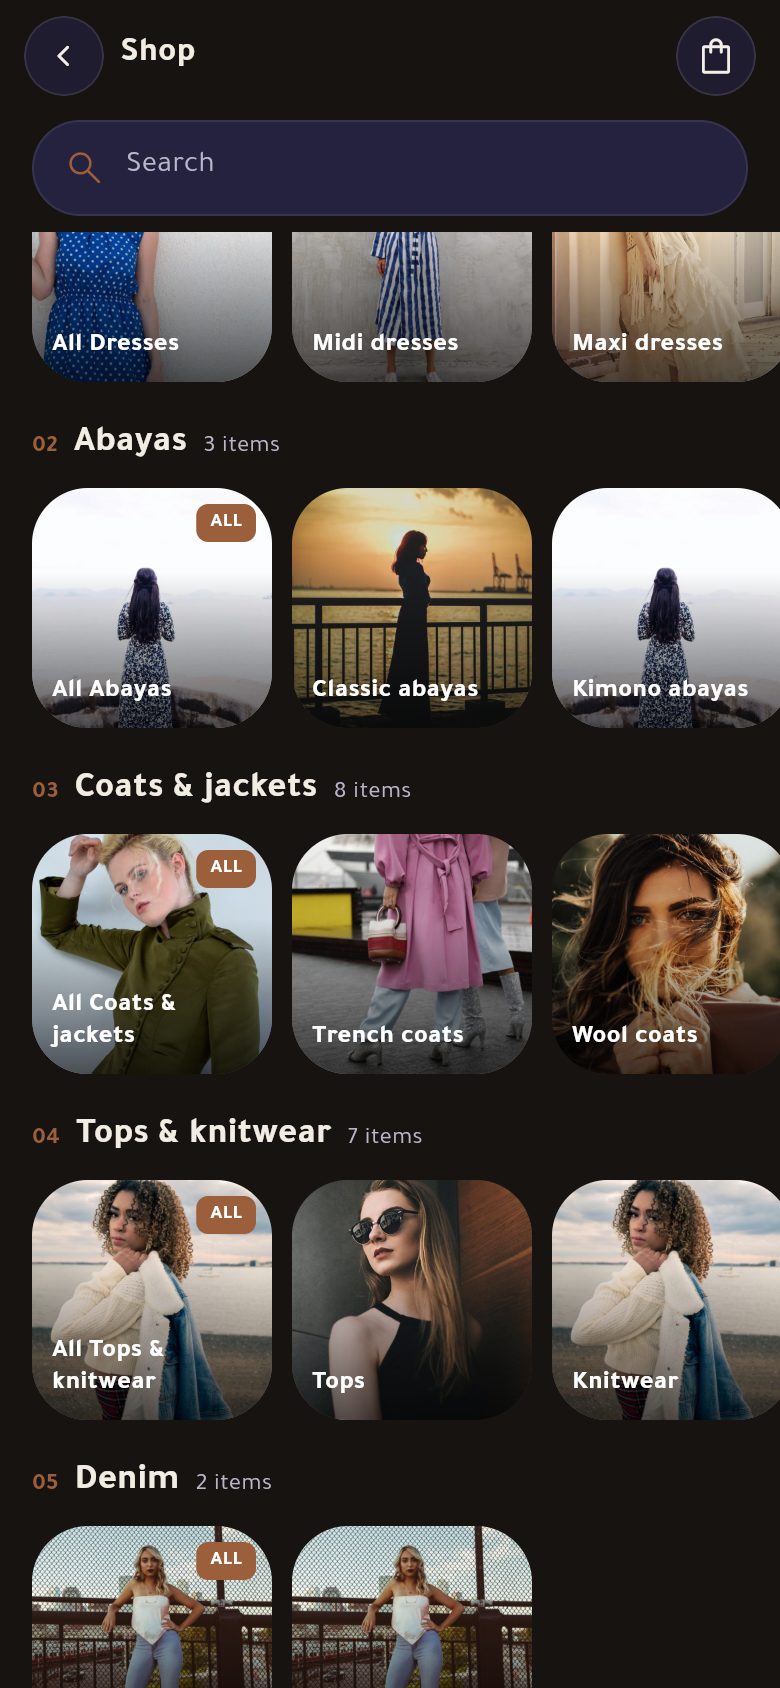 Shop
Search
All Dresses
Midi dresses
Maxi dresses
02 Abayas 3 items
ALL
All Abayas
Classic abayas
Kimono abayas
03 Coats & jackets 8 items
ALL
All Coats &
jackets
Trench coats
Wool coats
04 Tops & knitwear 7 items
ALL
All Tops &
knitwear
Tops
Knitwear
05 Denim 2 items
ALL